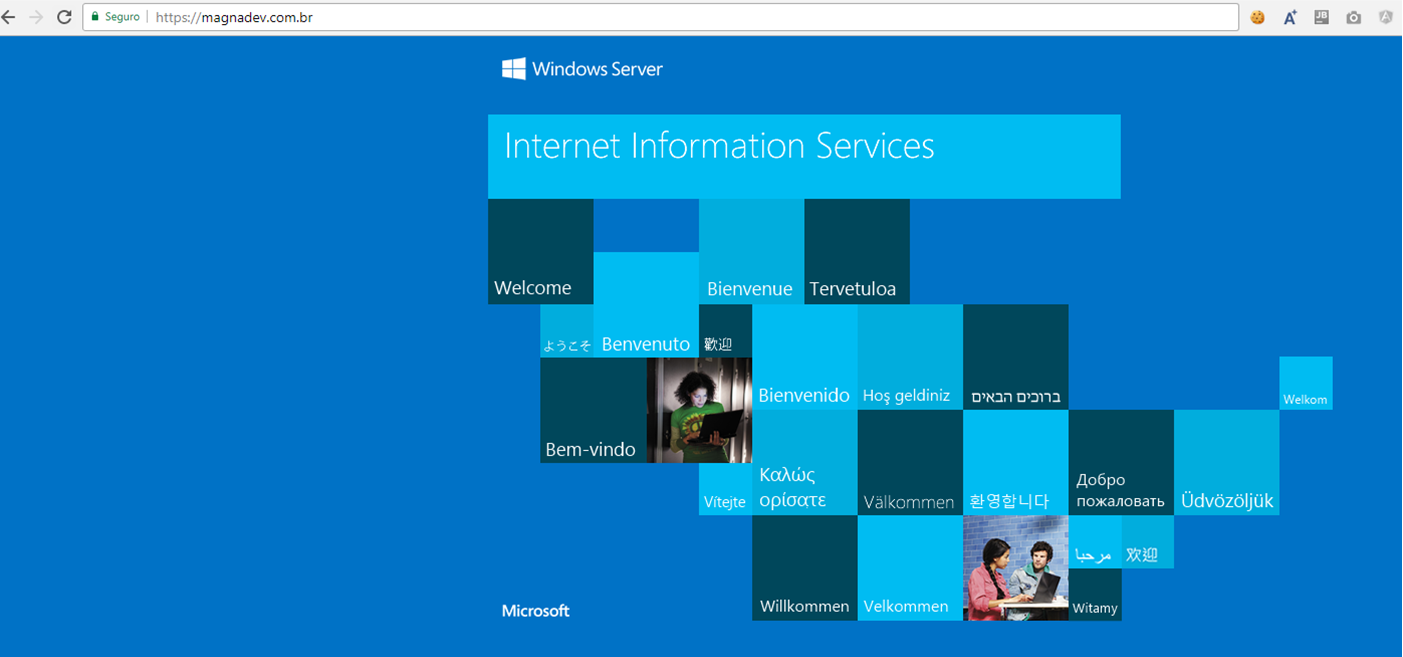 Seguro
https://magnadev.com.br
A+
JB
A
Windows Server
Internet Information Services
Welcome
Bienvenue
Tervetuloa
ようこそ
Benvenuto
歡迎
Bienvenido
Hoş geldiniz
ברוכים הבאים
Welkom
Bem-vindo
Vítejte
Καλώς
ορίσατε
Välkommen
환영합니다
Добро
пожаловать
Üdvözöljük
مرحبا
欢迎
Willkommen
Velkommen
Witamy
Microsoft